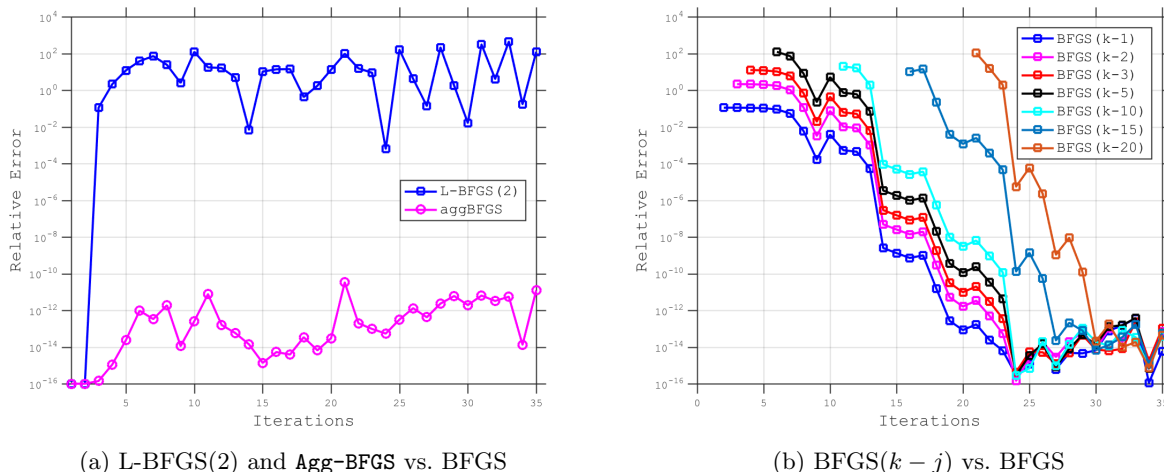 10^4
10^2
10^0
10^-2
10^-4
10^-6
10^-8
10^-10
10^-12
10^-14
10^-16
Relative Error
L-BFGS(2)
aggBFGS
5 10 15 20 25 30 35
Iterations
(a) L-BFGS(2) and Agg-BFGS vs. BFGS
10^4
10^2
10^0
10^-2
10^-4
10^-6
10^-8
10^-10
10^-12
10^-14
10^-16
Relative Error
BFGS(k-1)
BFGS(k-2)
BFGS(k-3)
BFGS(k-5)
BFGS(k-10)
BFGS(k-15)
BFGS(k-20)
0 5 10 15 20 25 30 35
Iterations
(b) BFGS(k − j) vs. BFGS